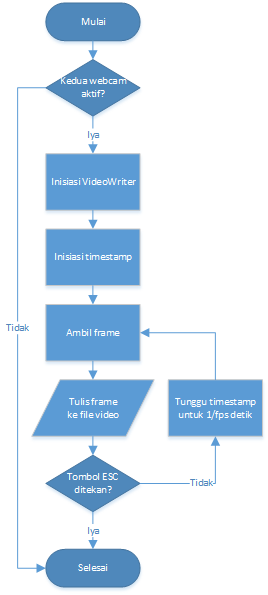 Mulai
Kedua webcam
aktif?
Iya
Inisiasi VideoWriter
Inisiasi timestamp
Tidak
Ambil frame
Tulis frame
ke file video
Tunggu timestamp
untuk 1/fps detik
Tombol ESC
ditekan?
Tidak
Iya
Selesai